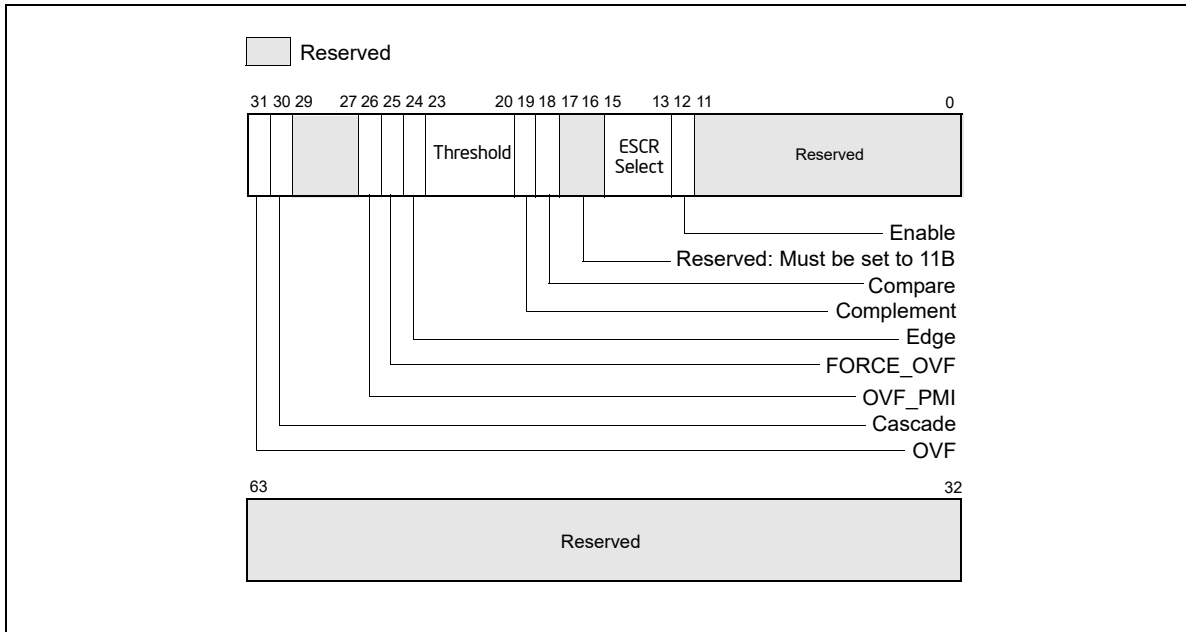 Reserved
31 30 29 27 26 25 24 23 20 19 18 17 16 15 13 12 11 0
Threshold
ESCR
Select
Reserved
Enable
Reserved: Must be set to 11B
Compare
Complement
Edge
FORCE_OVF
OVF_PMI
Cascade
OVF
63 32
Reserved